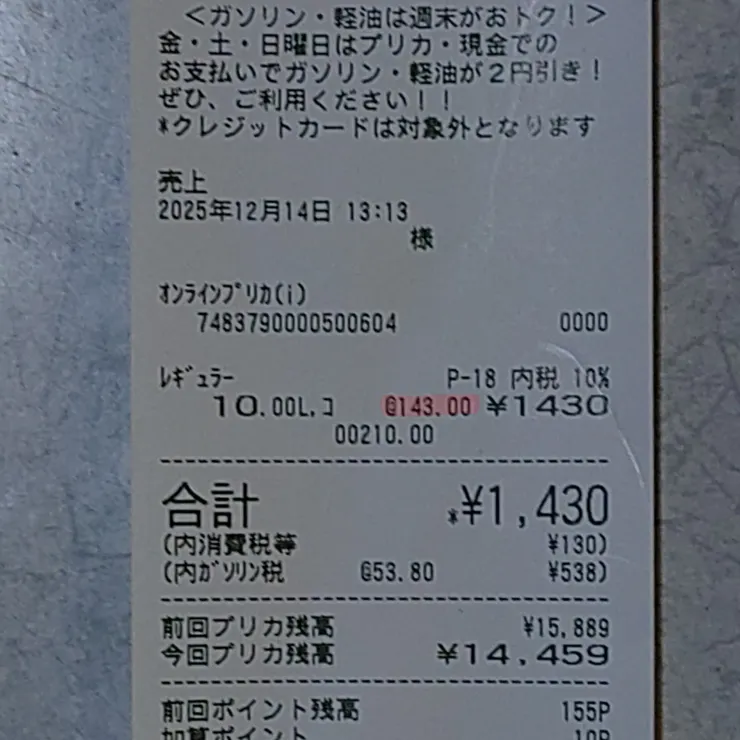 ＜ガソリン・軽油は週末がおトク！＞
金・土・日曜日はプリカ・現金での
お支払いでガソリン・軽油が２円引き！
ぜひ、ご利用ください！！
*クレジットカードは対象外となります
売上
2025年12月14日 13:13
様
ｵﾝﾗｲﾝﾌﾟﾘｶ(i)
7483790000500604 0000
ﾚｷﾞｭﾗｰ P-18 内税 10%
10.00L,ｺ @143.00 ¥1430
00210.00
合計 *¥1,430
(内消費税等 ¥130)
(内ｶﾞｿﾘﾝ税 @53.80 ¥538)
前回プリカ残高 ¥15,889
今回プリカ残高 ¥14,459
前回ポイント残高 155P
加算ポイント 10P